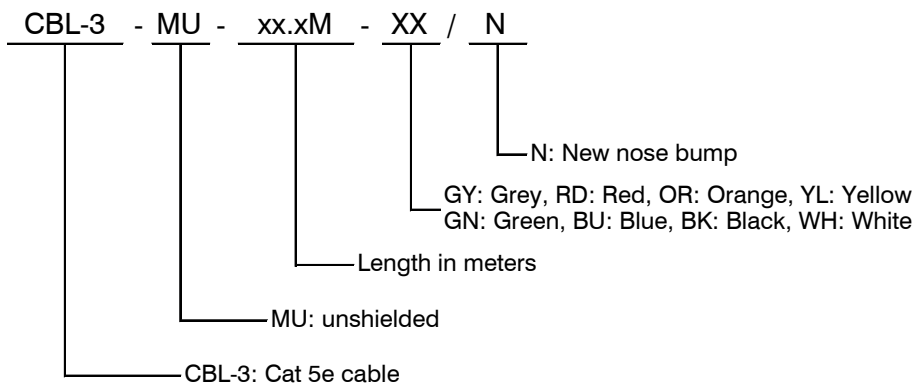 CBL-3 - MU - xx.xM - XX / N
N: New nose bump
GY: Grey, RD: Red, OR: Orange, YL: Yellow
GN: Green, BU: Blue, BK: Black, WH: White
Length in meters
MU: unshielded
CBL-3: Cat 5e cable